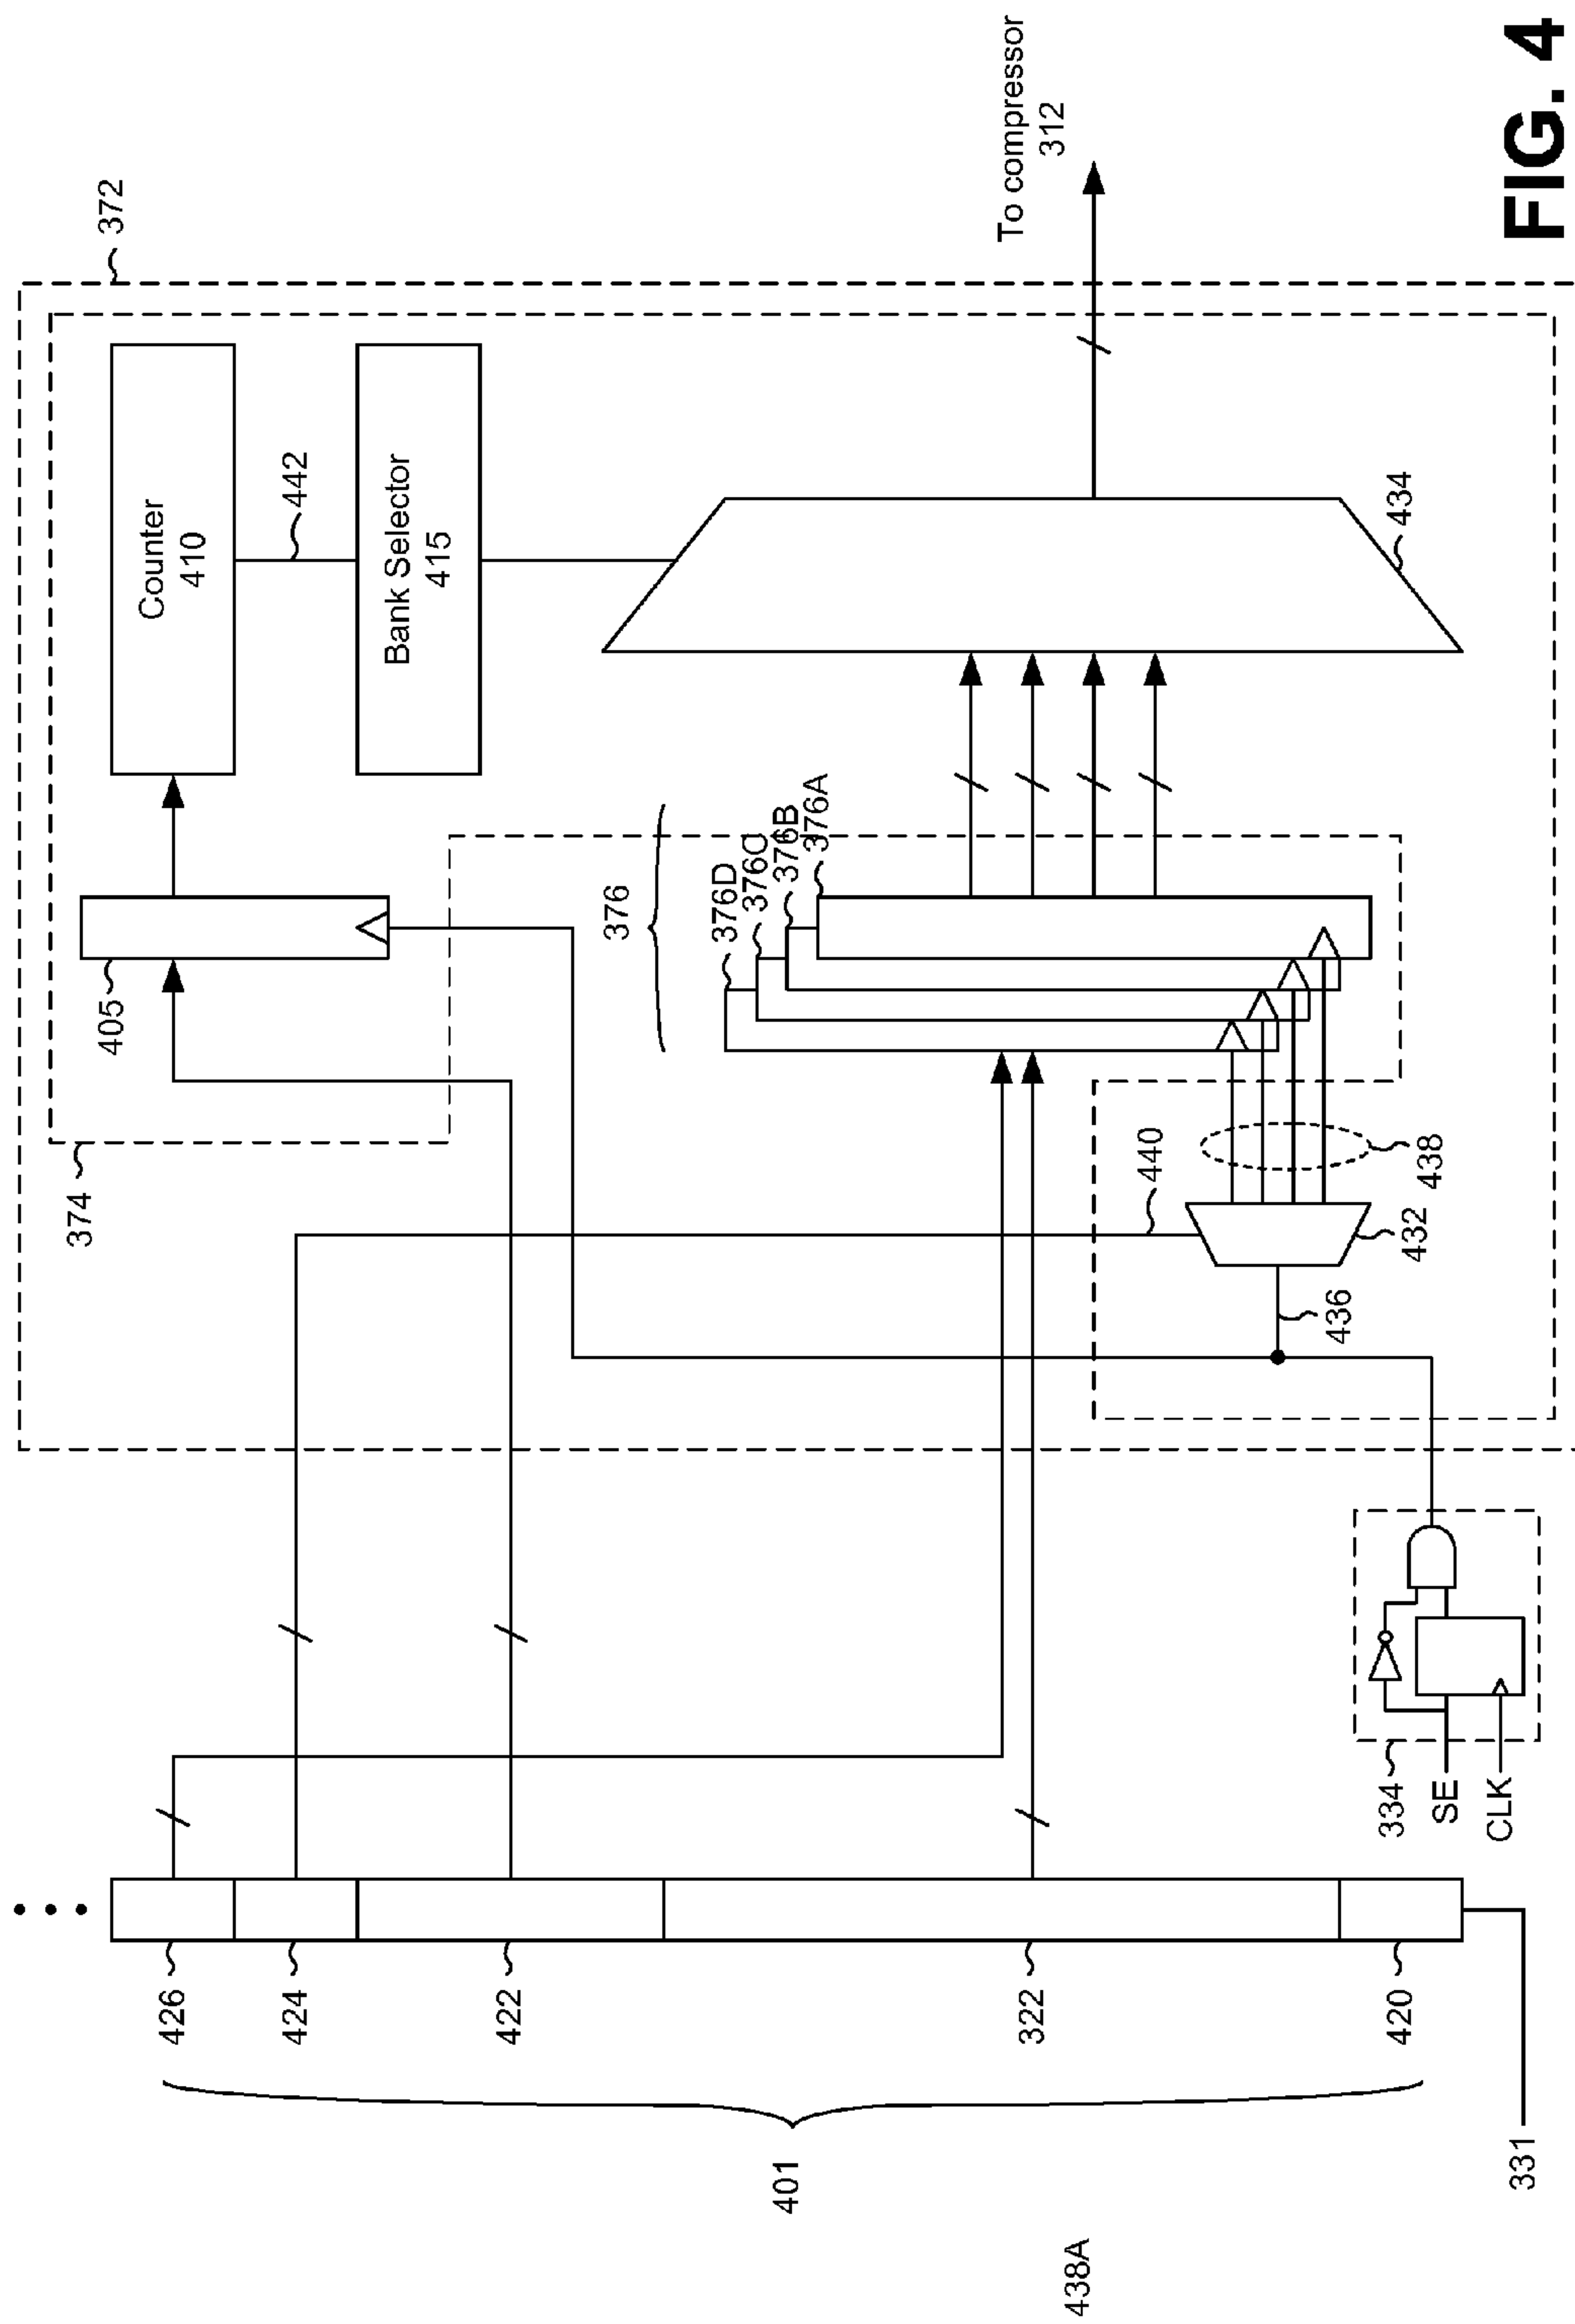 372
374
405
Counter
410
442
Bank Selector
415
376
376D
376C
376B
376A
To compressor
312
434
440
438
432
436
426
424
422
322
420
401
334
SE
CLK
331
438A
FIG. 4